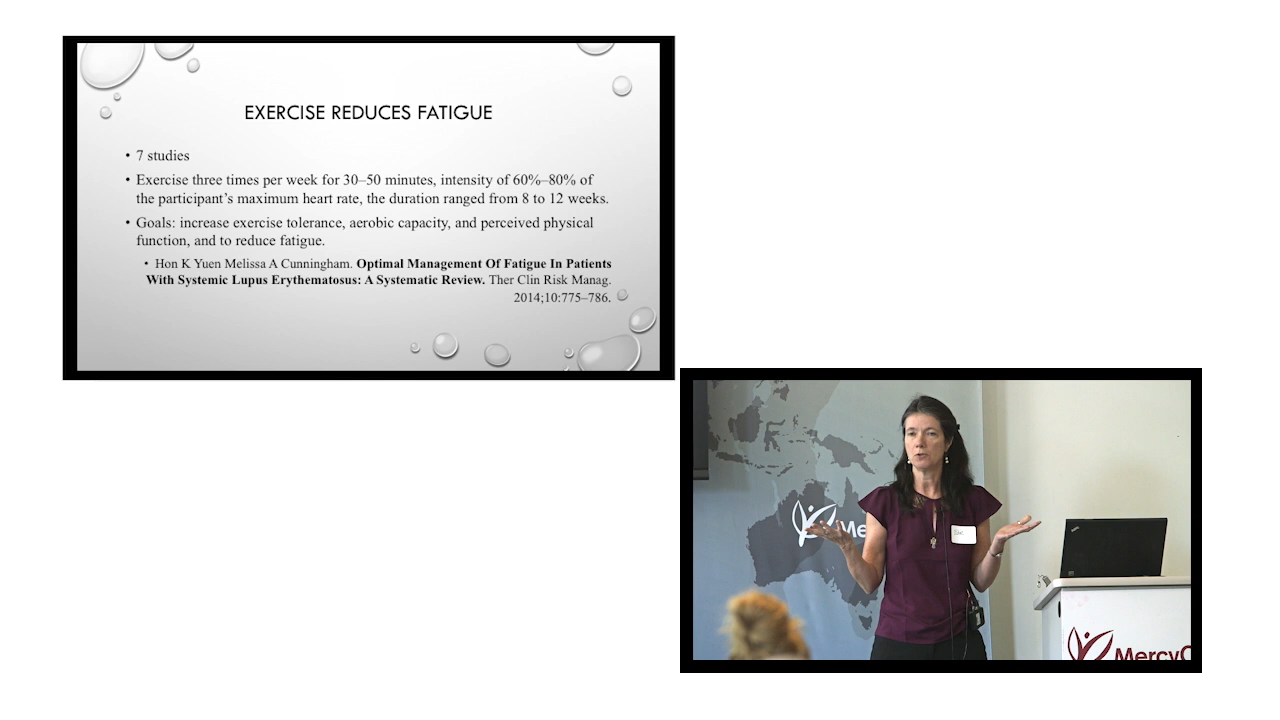 EXERCISE REDUCES FATIGUE
• 7 studies
• Exercise three times per week for 30–50 minutes, intensity of 60%–80% of
the participant's maximum heart rate, the duration ranged from 8 to 12 weeks.
• Goals: increase exercise tolerance, aerobic capacity, and perceived physical
function, and to reduce fatigue.
• Hon K Yuen Melissa A Cunningham. Optimal Management Of Fatigue In Patients
With Systemic Lupus Erythematosus: A Systematic Review. Ther Clin Risk Manag.
2014;10:775–786.
Me
MercyC